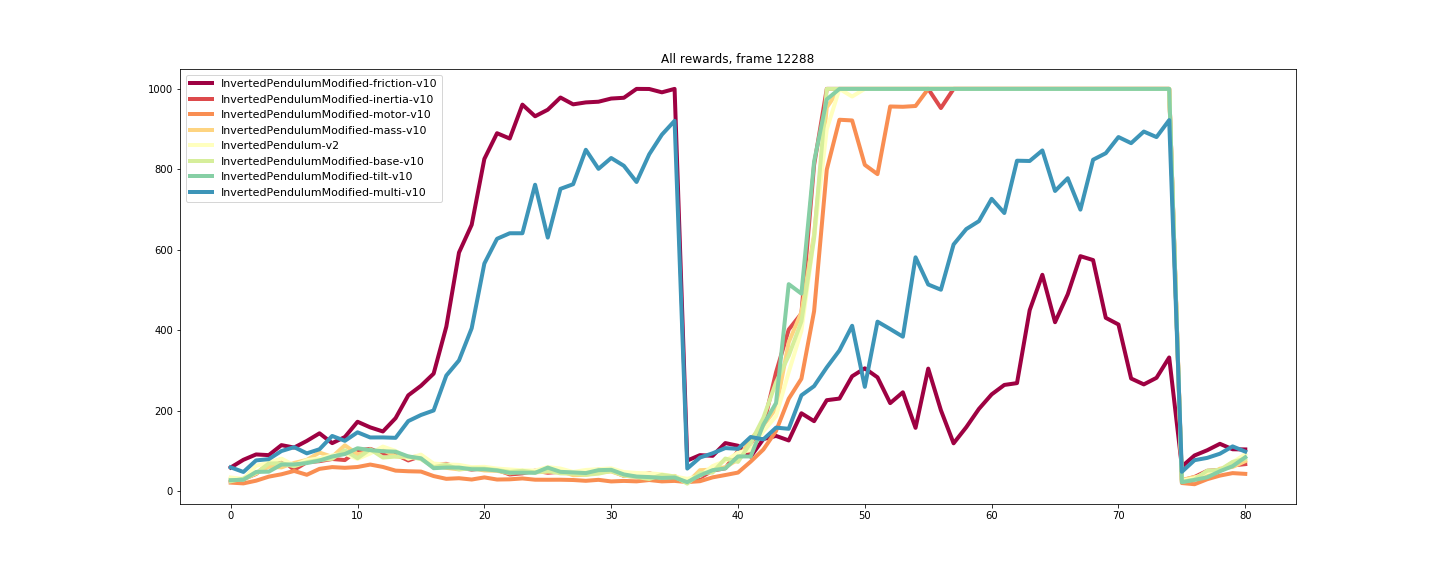 All rewards, frame 12288
InvertedPendulumModified-friction-v10
InvertedPendulumModified-inertia-v10
InvertedPendulumModified-motor-v10
InvertedPendulumModified-mass-v10
InvertedPendulum-v2
InvertedPendulumModified-base-v10
InvertedPendulumModified-tilt-v10
InvertedPendulumModified-multi-v10
1000
800
600
400
200
0
0 10 20 30 40 50 60 70 80